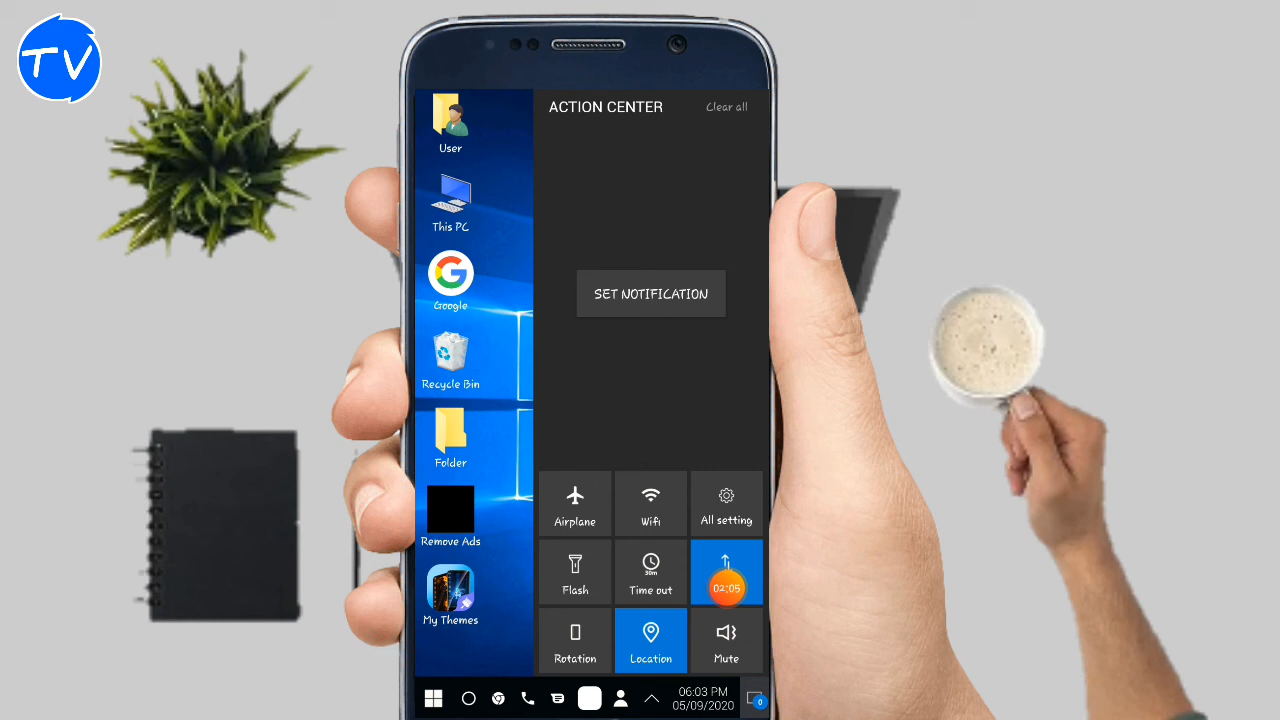 TV
User
This PC
Google
Recycle Bin
Folder
Remove Ads
My Themes
ACTION CENTER
Clear all
SET NOTIFICATION
Airplane
Wifi
All setting
Flash
30m
Time out
02:05
Rotation
Location
Mute
06:03 PM
05/09/2020
0